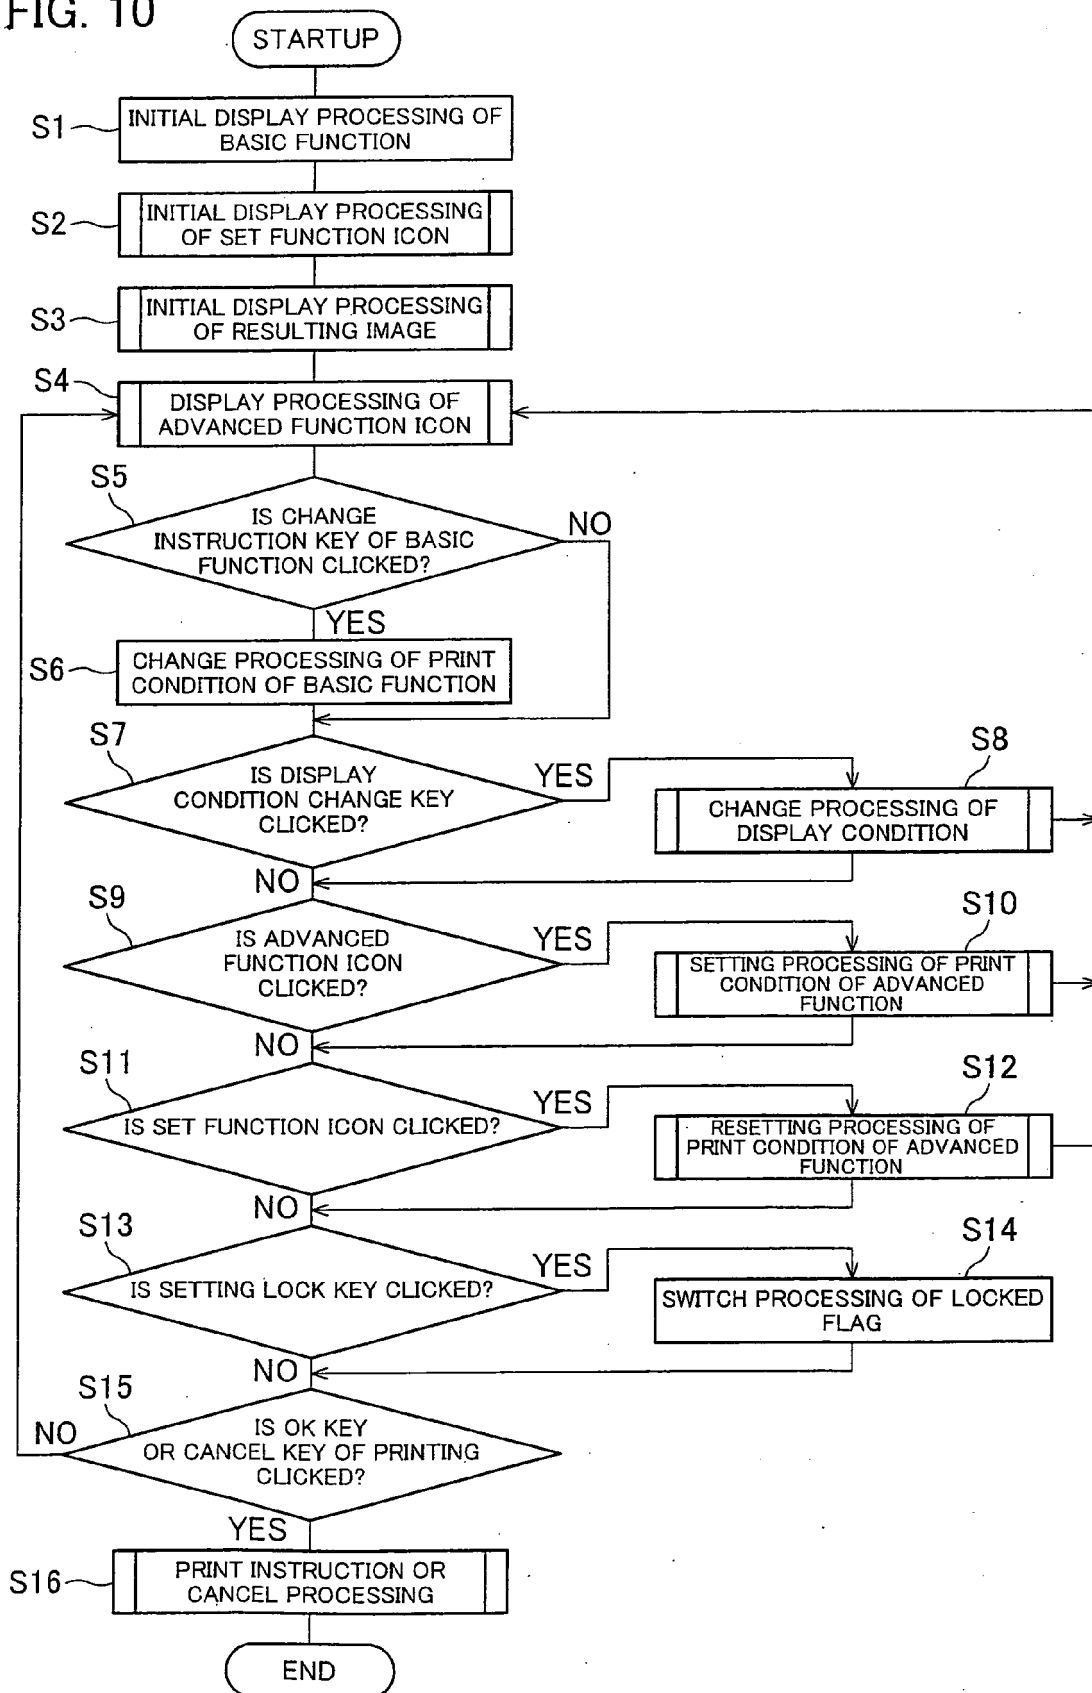 FIG. 10
STARTUP
S1
INITIAL DISPLAY PROCESSING OF
BASIC FUNCTION
S2
INITIAL DISPLAY PROCESSING
OF SET FUNCTION ICON
S3
INITIAL DISPLAY PROCESSING
OF RESULTING IMAGE
S4
DISPLAY PROCESSING OF
ADVANCED FUNCTION ICON
S5
IS CHANGE
INSTRUCTION KEY OF BASIC
FUNCTION CLICKED?
NO
YES
S6
CHANGE PROCESSING OF PRINT
CONDITION OF BASIC FUNCTION
S7
IS DISPLAY
CONDITION CHANGE KEY
CLICKED?
YES
S8
CHANGE PROCESSING OF
DISPLAY CONDITION
NO
S9
IS ADVANCED
FUNCTION ICON
CLICKED?
YES
S10
SETTING PROCESSING OF PRINT
CONDITION OF ADVANCED
FUNCTION
NO
S11
IS SET FUNCTION ICON CLICKED?
YES
S12
RESETTING PROCESSING OF
PRINT CONDITION OF ADVANCED
FUNCTION
NO
S13
IS SETTING LOCK KEY CLICKED?
YES
S14
SWITCH PROCESSING OF LOCKED
FLAG
NO
S15
IS OK KEY
OR CANCEL KEY OF PRINTING
CLICKED?
NO
YES
S16
PRINT INSTRUCTION OR
CANCEL PROCESSING
END